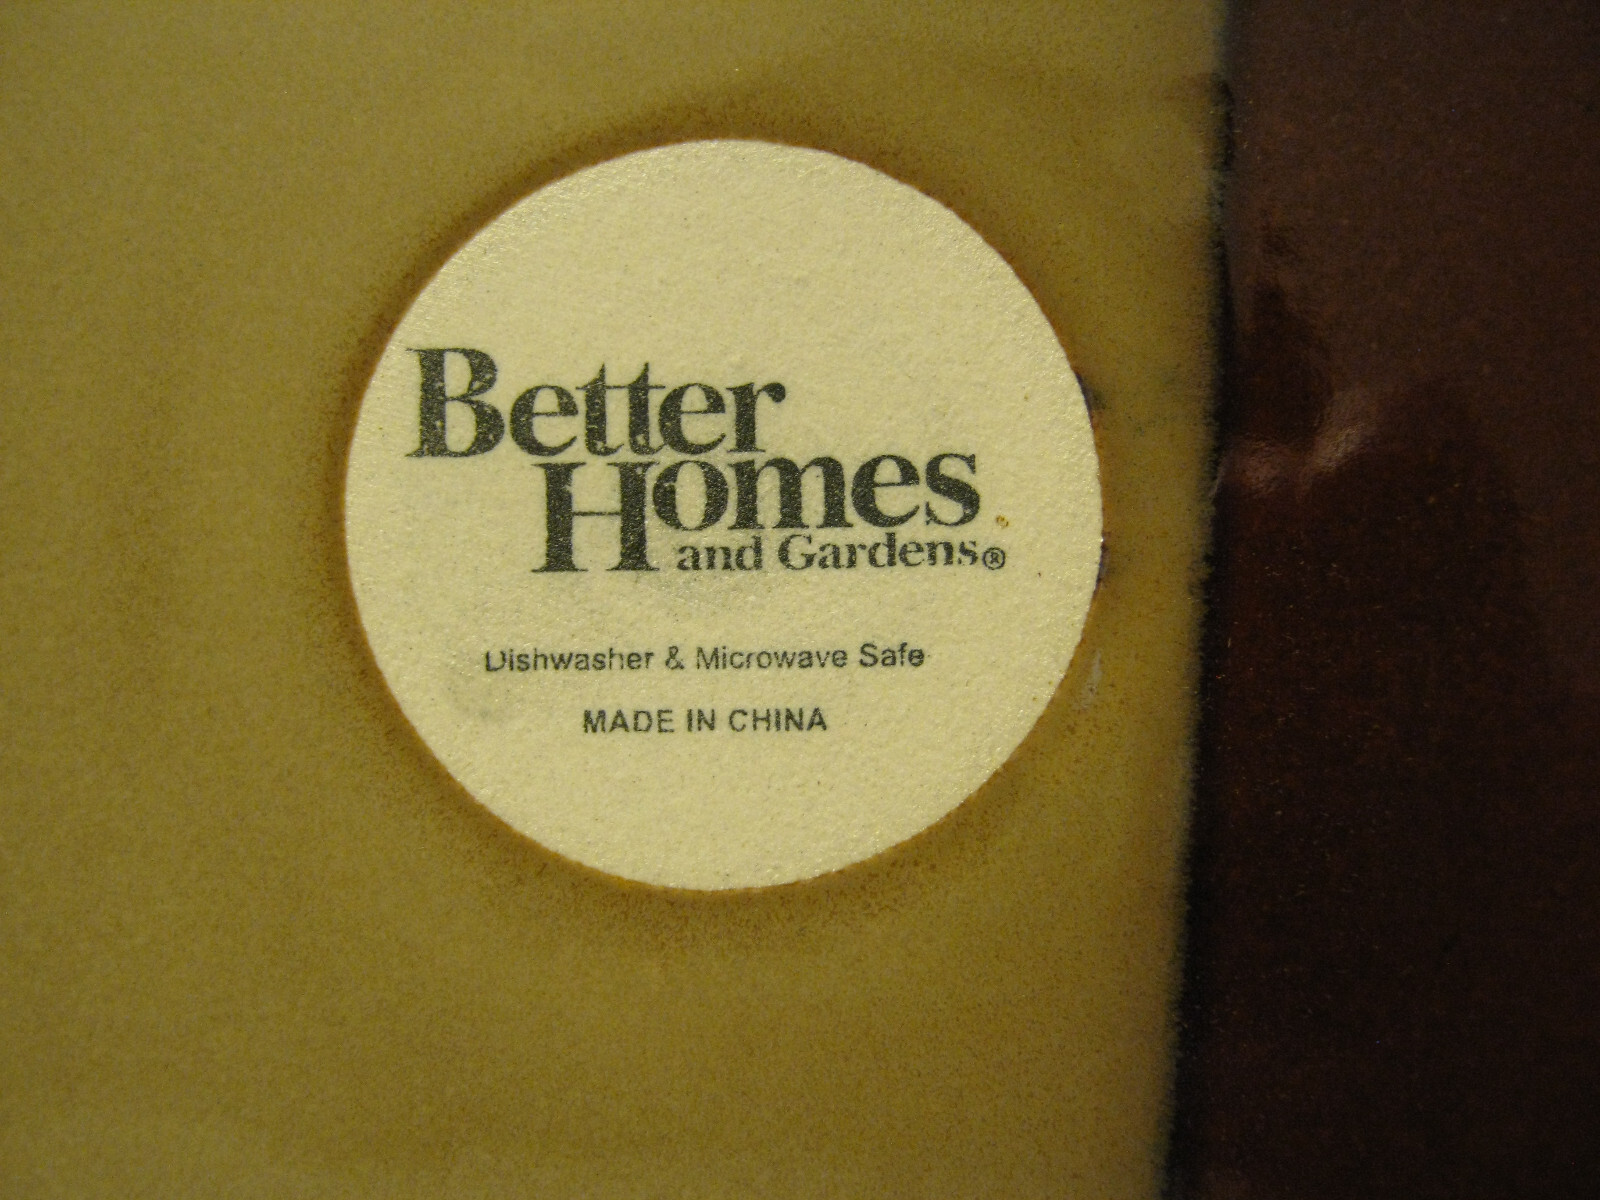 Better
Homes
and Gardens®
Dishwasher & Microwave Safe
MADE IN CHINA